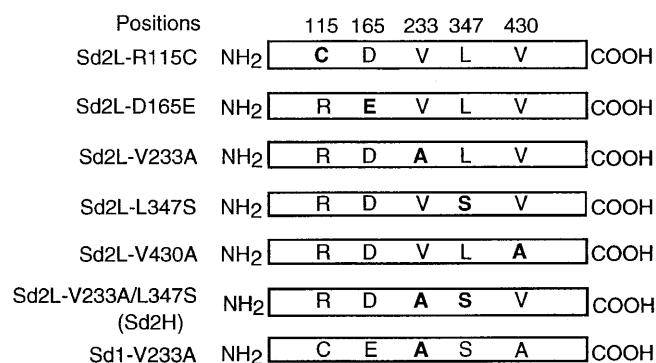 Positions 115 165 233 347 430
Sd2L-R115C NH2 C D V L V COOH
Sd2L-D165E NH2 R E V L V COOH
Sd2L-V233A NH2 R D A L V COOH
Sd2L-L347S NH2 R D V S V COOH
Sd2L-V430A NH2 R D V L A COOH
Sd2L-V233A/L347S NH2 R D A S V COOH
(Sd2H)
Sd1-V233A NH2 C E A S A COOH